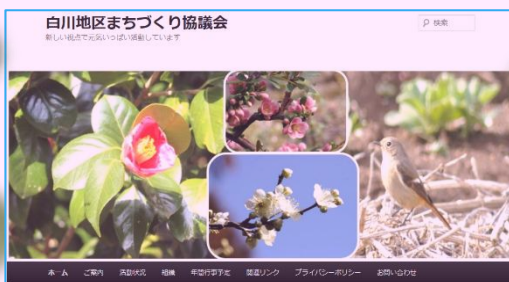 白川地区まちづくり協議会
新しい視点で元気いっぱい活動しています
検索
ホーム ご案内 活動状況 組織 年間行事予定 関連リンク プライバシーポリシー お問い合わせ